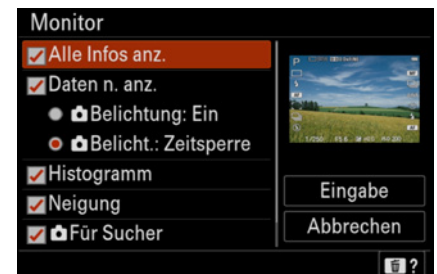 Monitor
Alle Infos anz.
Daten n. anz.
Belichtung: Ein
Belicht.: Zeitsperre
Histogramm
Neigung
Für Sucher
P
Eingabe
Abbrechen
?